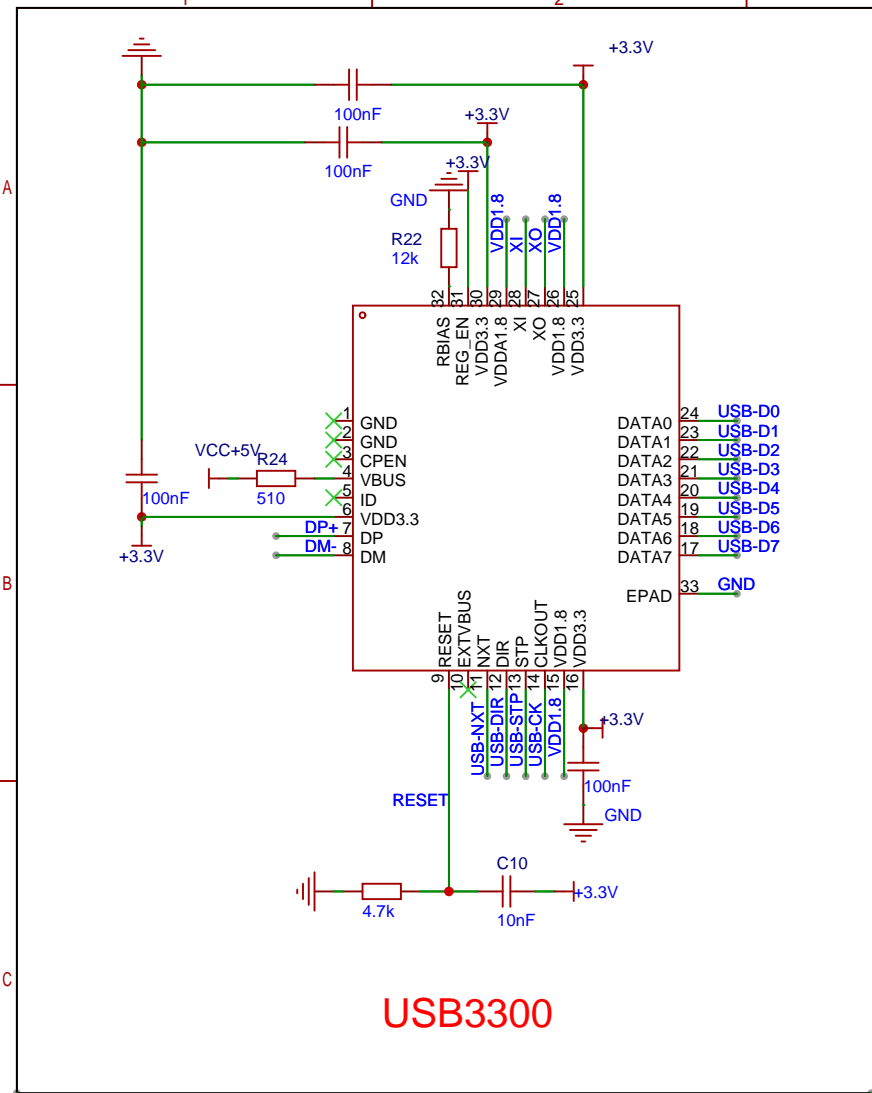 1
2
+3.3V
100nF
+3.3V
100nF
+3.3V
A
GND
VDD1.8
XI
XO
VDD1.8
R22
12k
32
31
30
29
28
27
26
25
RBIAS
REG_EN
VDD3.3
VDDA1.8
XI
XO
VDD1.8
VDD3.3
1
GND
2
GND
3
CPEN
VCC+5V
R24
510
4
VBUS
5
ID
100nF
6
VDD3.3
+3.3V
DP+
7
DP
DM-
8
DM
DATA0
24
USB-D0
DATA1
23
USB-D1
DATA2
22
USB-D2
DATA3
21
USB-D3
DATA4
20
USB-D4
DATA5
19
USB-D5
DATA6
18
USB-D6
DATA7
17
USB-D7
B
EPAD
33
GND
RESET
EXTVBUS
NXT
DIR
STP
CLKOUT
VDD1.8
VDD3.3
9
10
11
12
13
14
15
16
USB-NXT
USB-DIR
USB-STP
USB-CK
VDD1.8
+3.3V
100nF
RESET
GND
C10
4.7k
10nF
+3.3V
C
USB3300